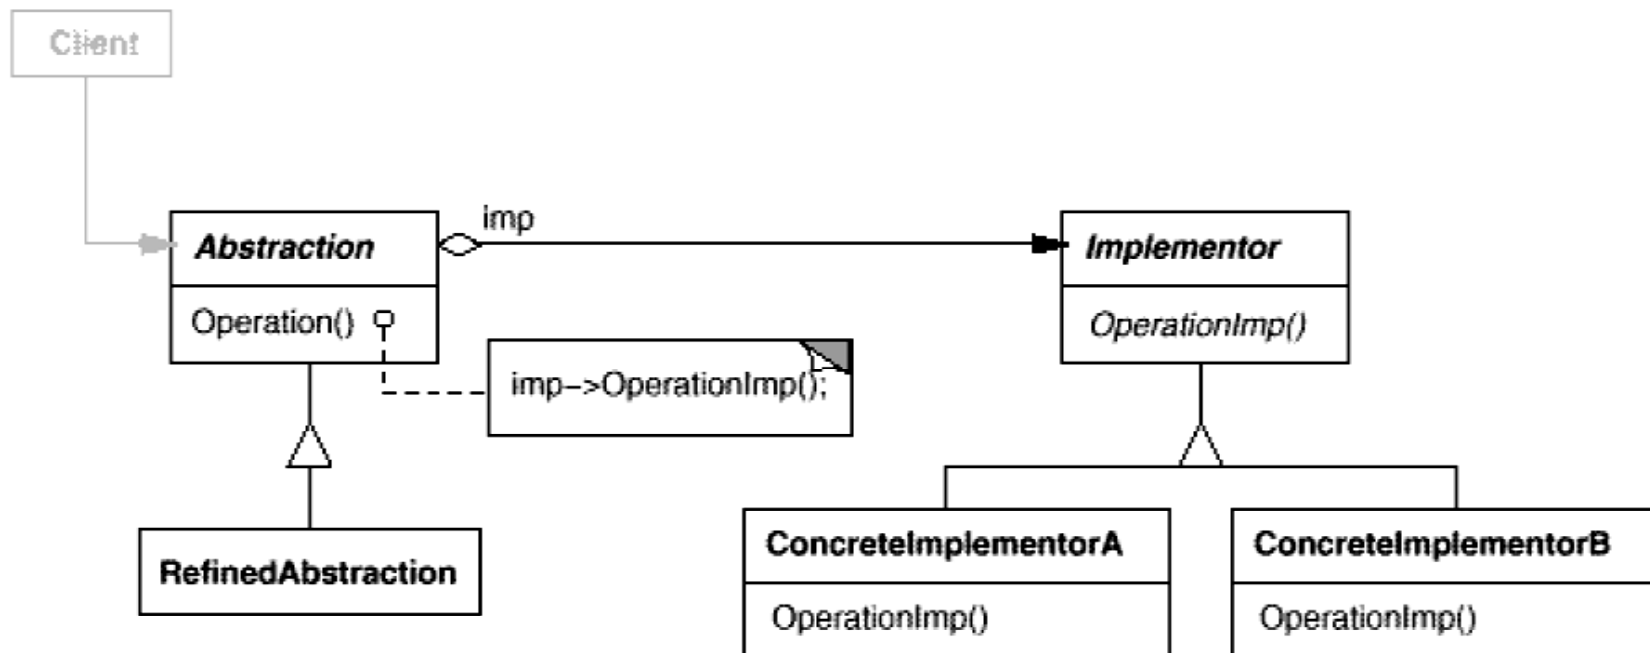 Client
imp
Abstraction
Implementor
Operation()
OperationImp()
imp->OperationImp();
RefinedAbstraction
ConcreteImplementorA
ConcreteImplementorB
OperationImp()
OperationImp()